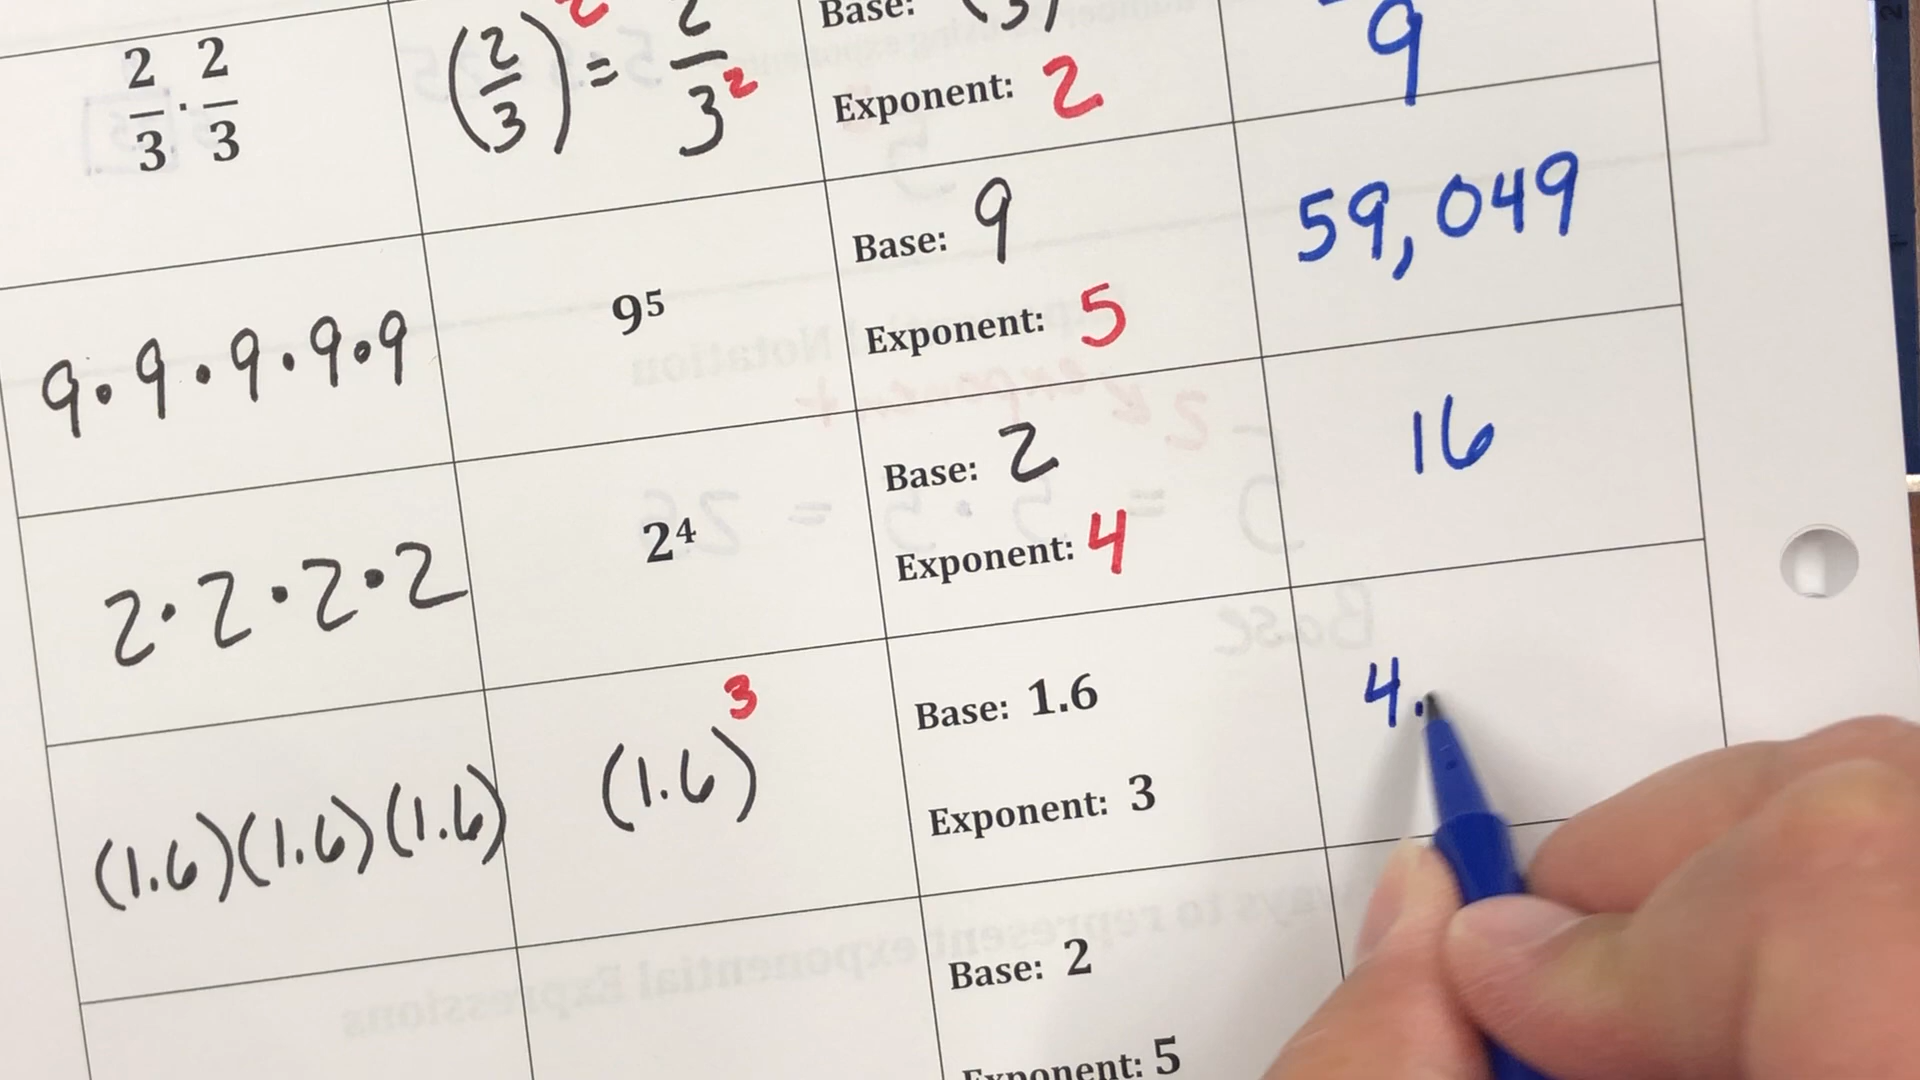 2/3 · 2/3
(2/3)² = 2/3²
Base: (3)
Exponent: 2
9
9 · 9 · 9 · 9 · 9
9⁵
Base: 9
Exponent: 5
59,049
2 · 2 · 2 · 2
2⁴
Base: 2
Exponent: 4
16
(1.6)(1.6)(1.6)
(1.6)³
Base: 1.6
Exponent: 3
4.
Base: 2
Exponent: 5